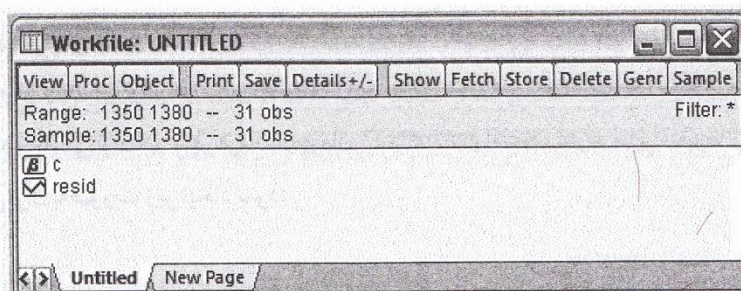 Workfile: UNTITLED
View Proc Object Print Save Details+/- Show Fetch Store Delete Genr Sample
Range: 1350 1380 -- 31 obs Filter: *
Sample: 1350 1380 -- 31 obs
β c
resid
Untitled New Page